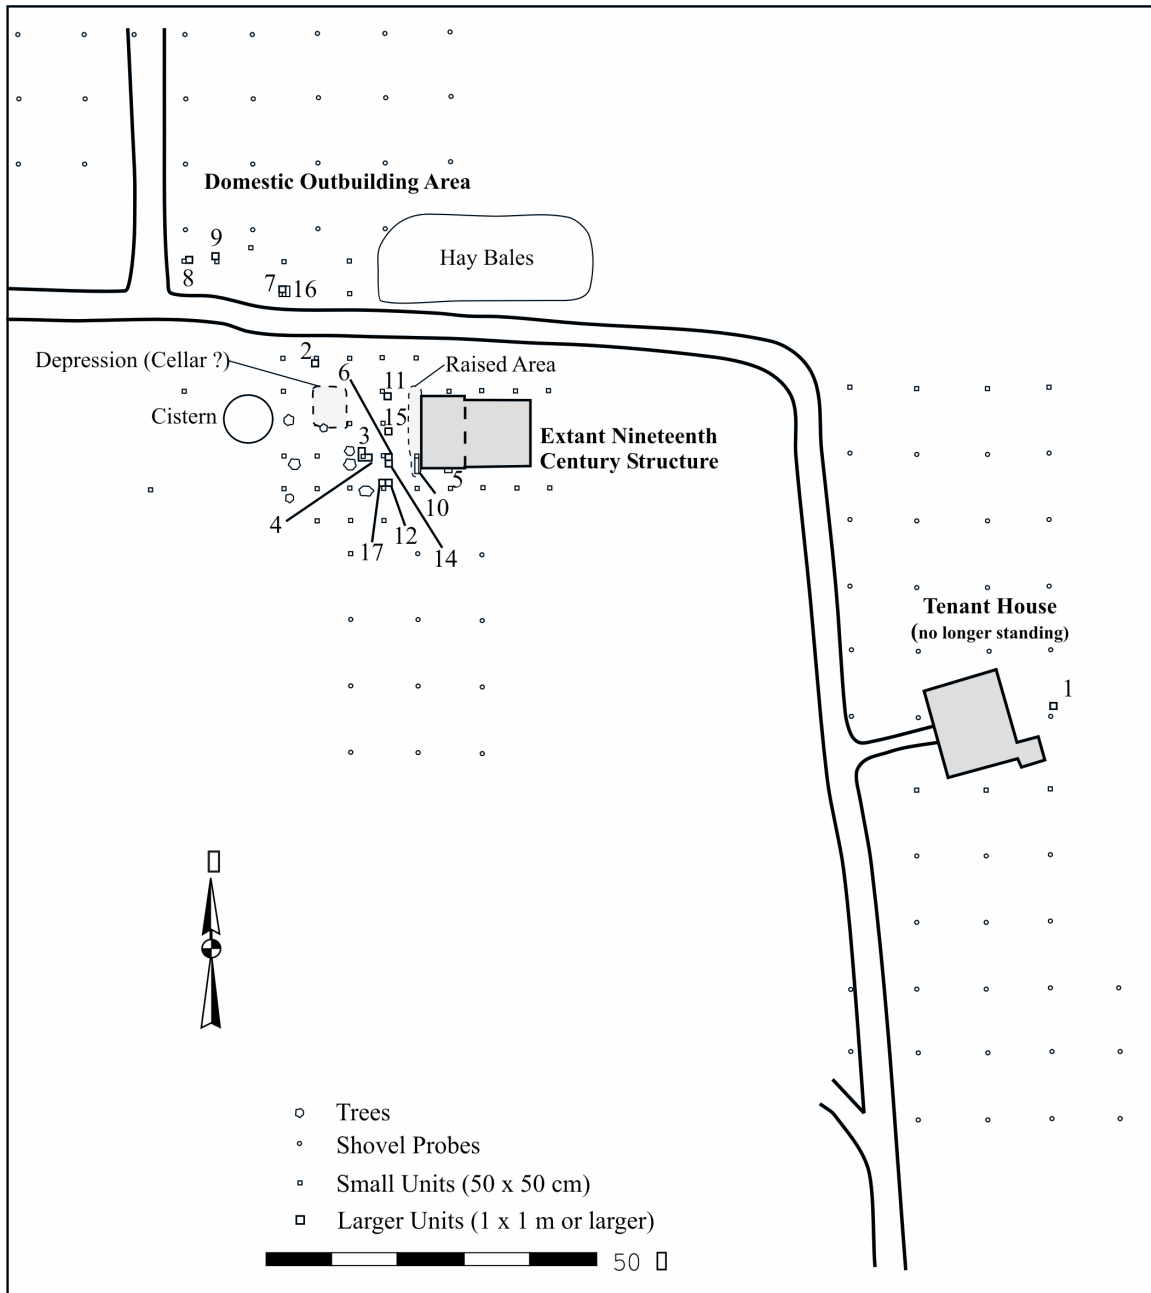 Domestic Outbuilding Area
9
Hay Bales
8
7
16
2
Depression (Cellar ?)
6
Raised Area
11
Cistern
15
3
Extant Nineteenth
Century Structure
5
10
4
12
17
14
Tenant House
(no longer standing)
1
Trees
Shovel Probes
Small Units (50 x 50 cm)
Larger Units (1 x 1 m or larger)
50